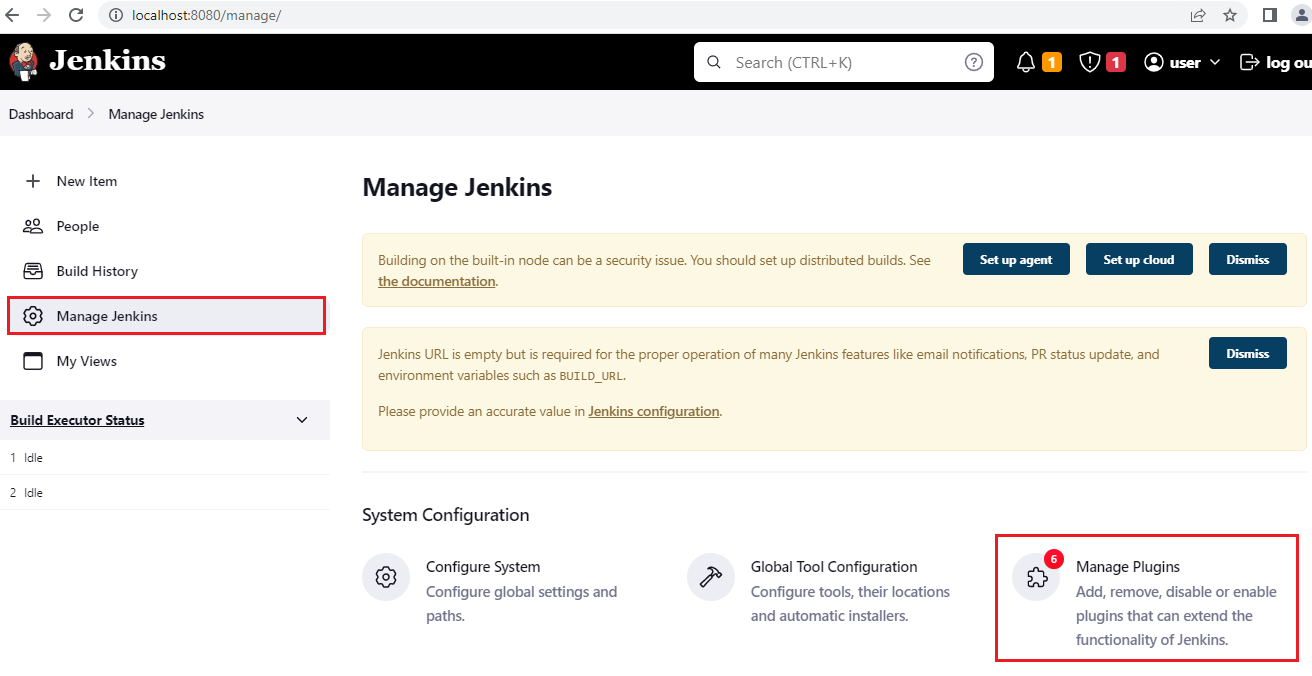 localhost:8080/manage/
Jenkins
Search (CTRL+K)
1
1
user
log ou
Dashboard
Manage Jenkins
New Item
People
Build History
Manage Jenkins
My Views
Build Executor Status
1 Idle
2 Idle
Manage Jenkins
Building on the built-in node can be a security issue. You should set up distributed builds. See
the documentation.
Set up agent
Set up cloud
Dismiss
Jenkins URL is empty but is required for the proper operation of many Jenkins features like email notifications, PR status update, and
environment variables such as BUILD_URL.
Please provide an accurate value in Jenkins configuration.
Dismiss
System Configuration
Configure System
Configure global settings and
paths.
Global Tool Configuration
Configure tools, their locations
and automatic installers.
6
Manage Plugins
Add, remove, disable or enable
plugins that can extend the
functionality of Jenkins.